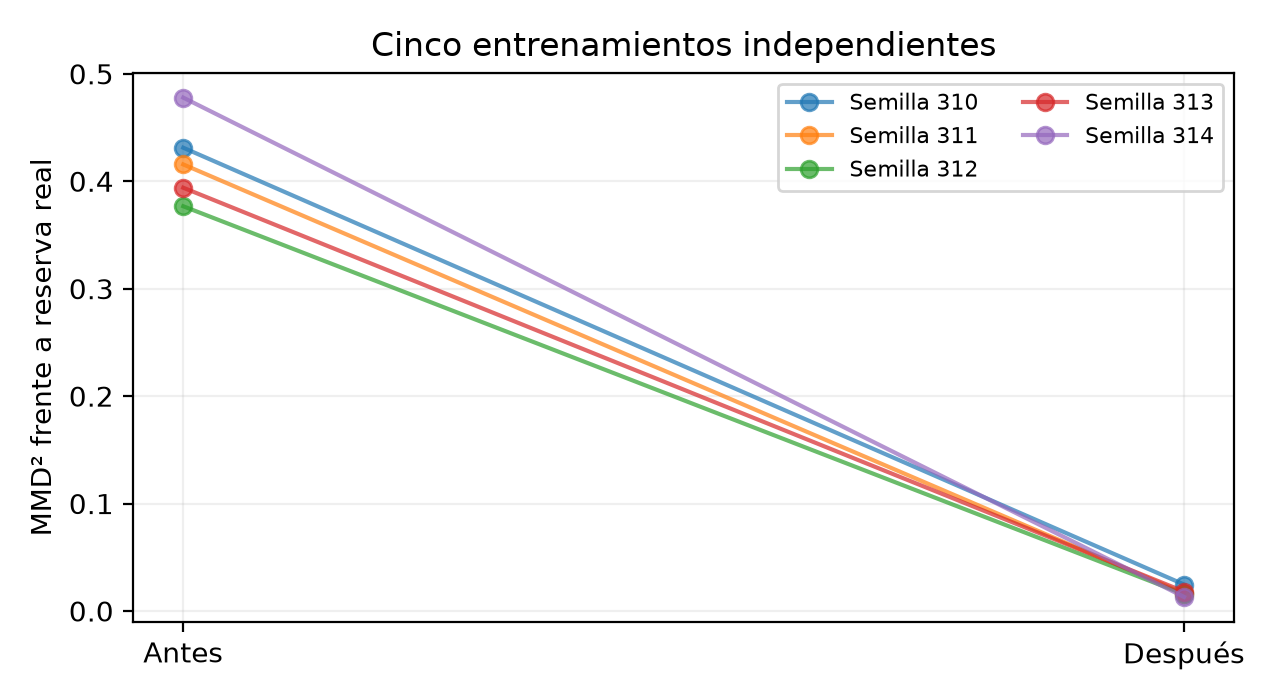 Cinco entrenamientos independientes
MMD² frente a reserva real
0.5
0.4
0.3
0.2
0.1
0.0
Semilla 310
Semilla 311
Semilla 312
Semilla 313
Semilla 314
Antes
Después